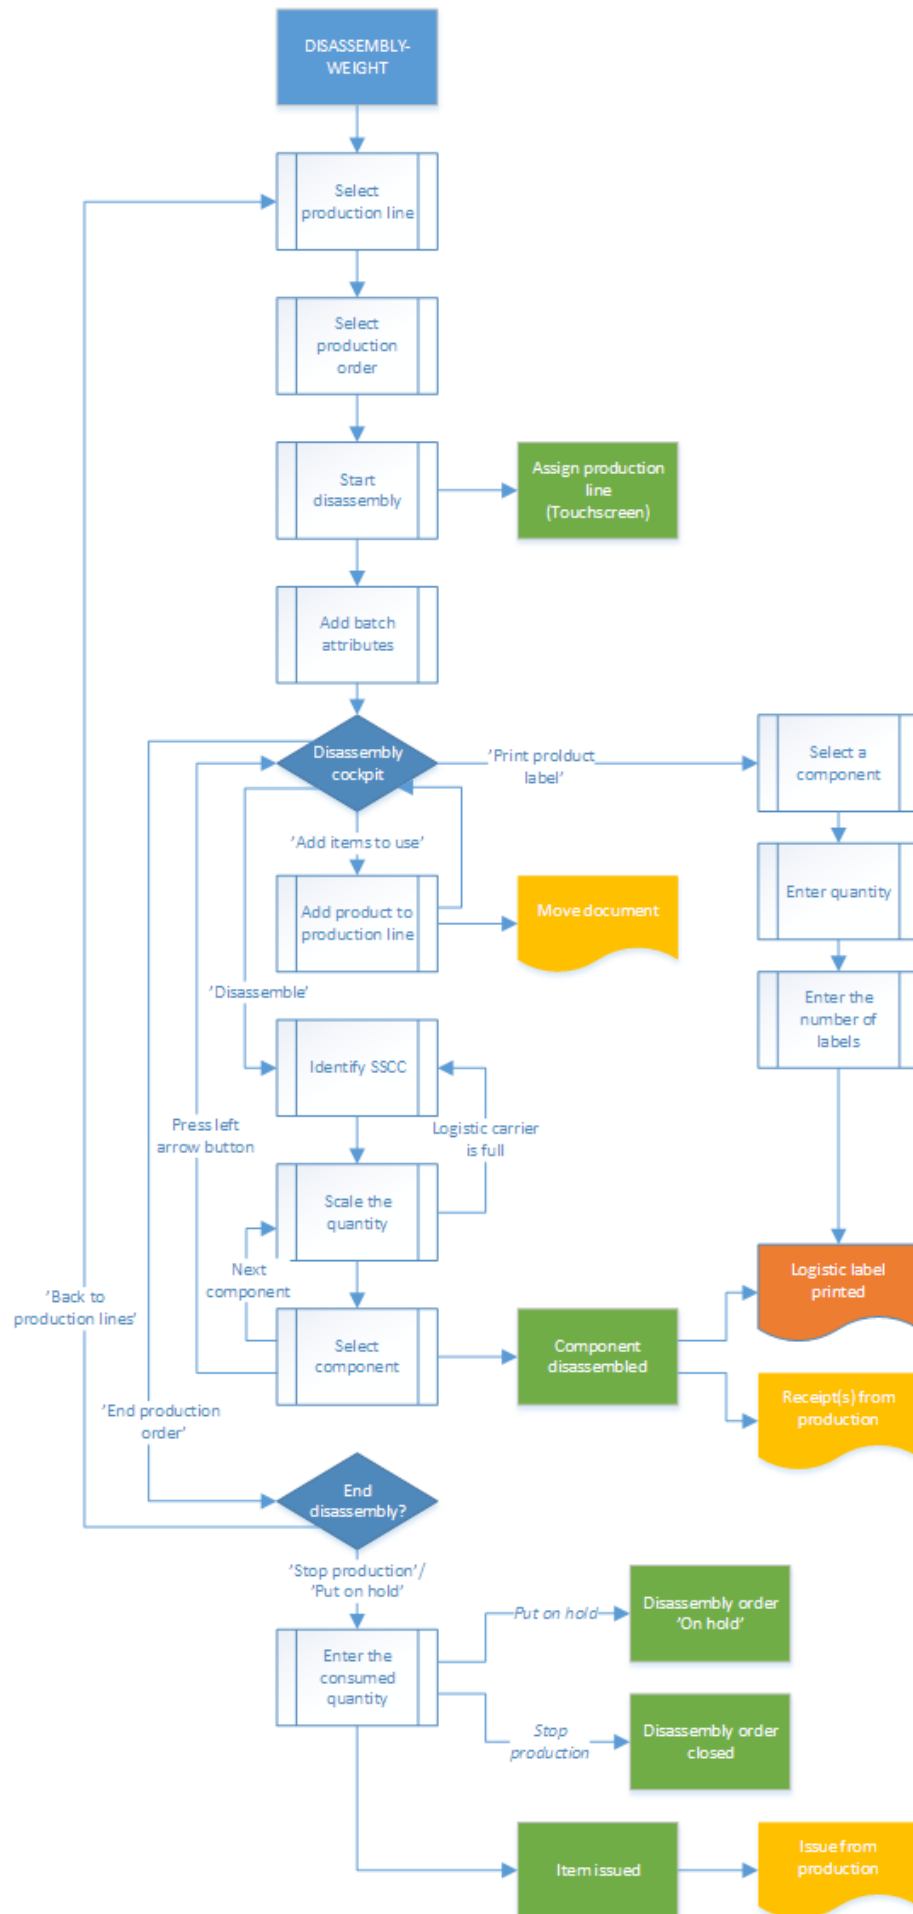 DISASSEMBLY-
WEIGHT
Select
production line
Select
production
order
Start
disassembly
Assign production
line
(Touchscreen)
Add batch
attributes
Disassembly
cockpit
'Print prolduct
label'
Select a
component
'Add items to use'
Enter quantity
Add product to
production line
Move document
'Disassemble'
Enter the
number of
labels
Identify SSCC
Press left
arrow button
Logistic carrier
is full
Scale the
quantity
Next
component
Logistic label
printed
'Back to
production lines'
Select
component
Component
disassembled
Receipt(s) from
production
'End production
order'
End
disassembly?
'Stop production'/
'Put on hold'
Put on hold
Disassembly order
'On hold'
Enter the
consumed
quantity
Stop
production
Disassembly order
closed
Item issued
Issue from
production